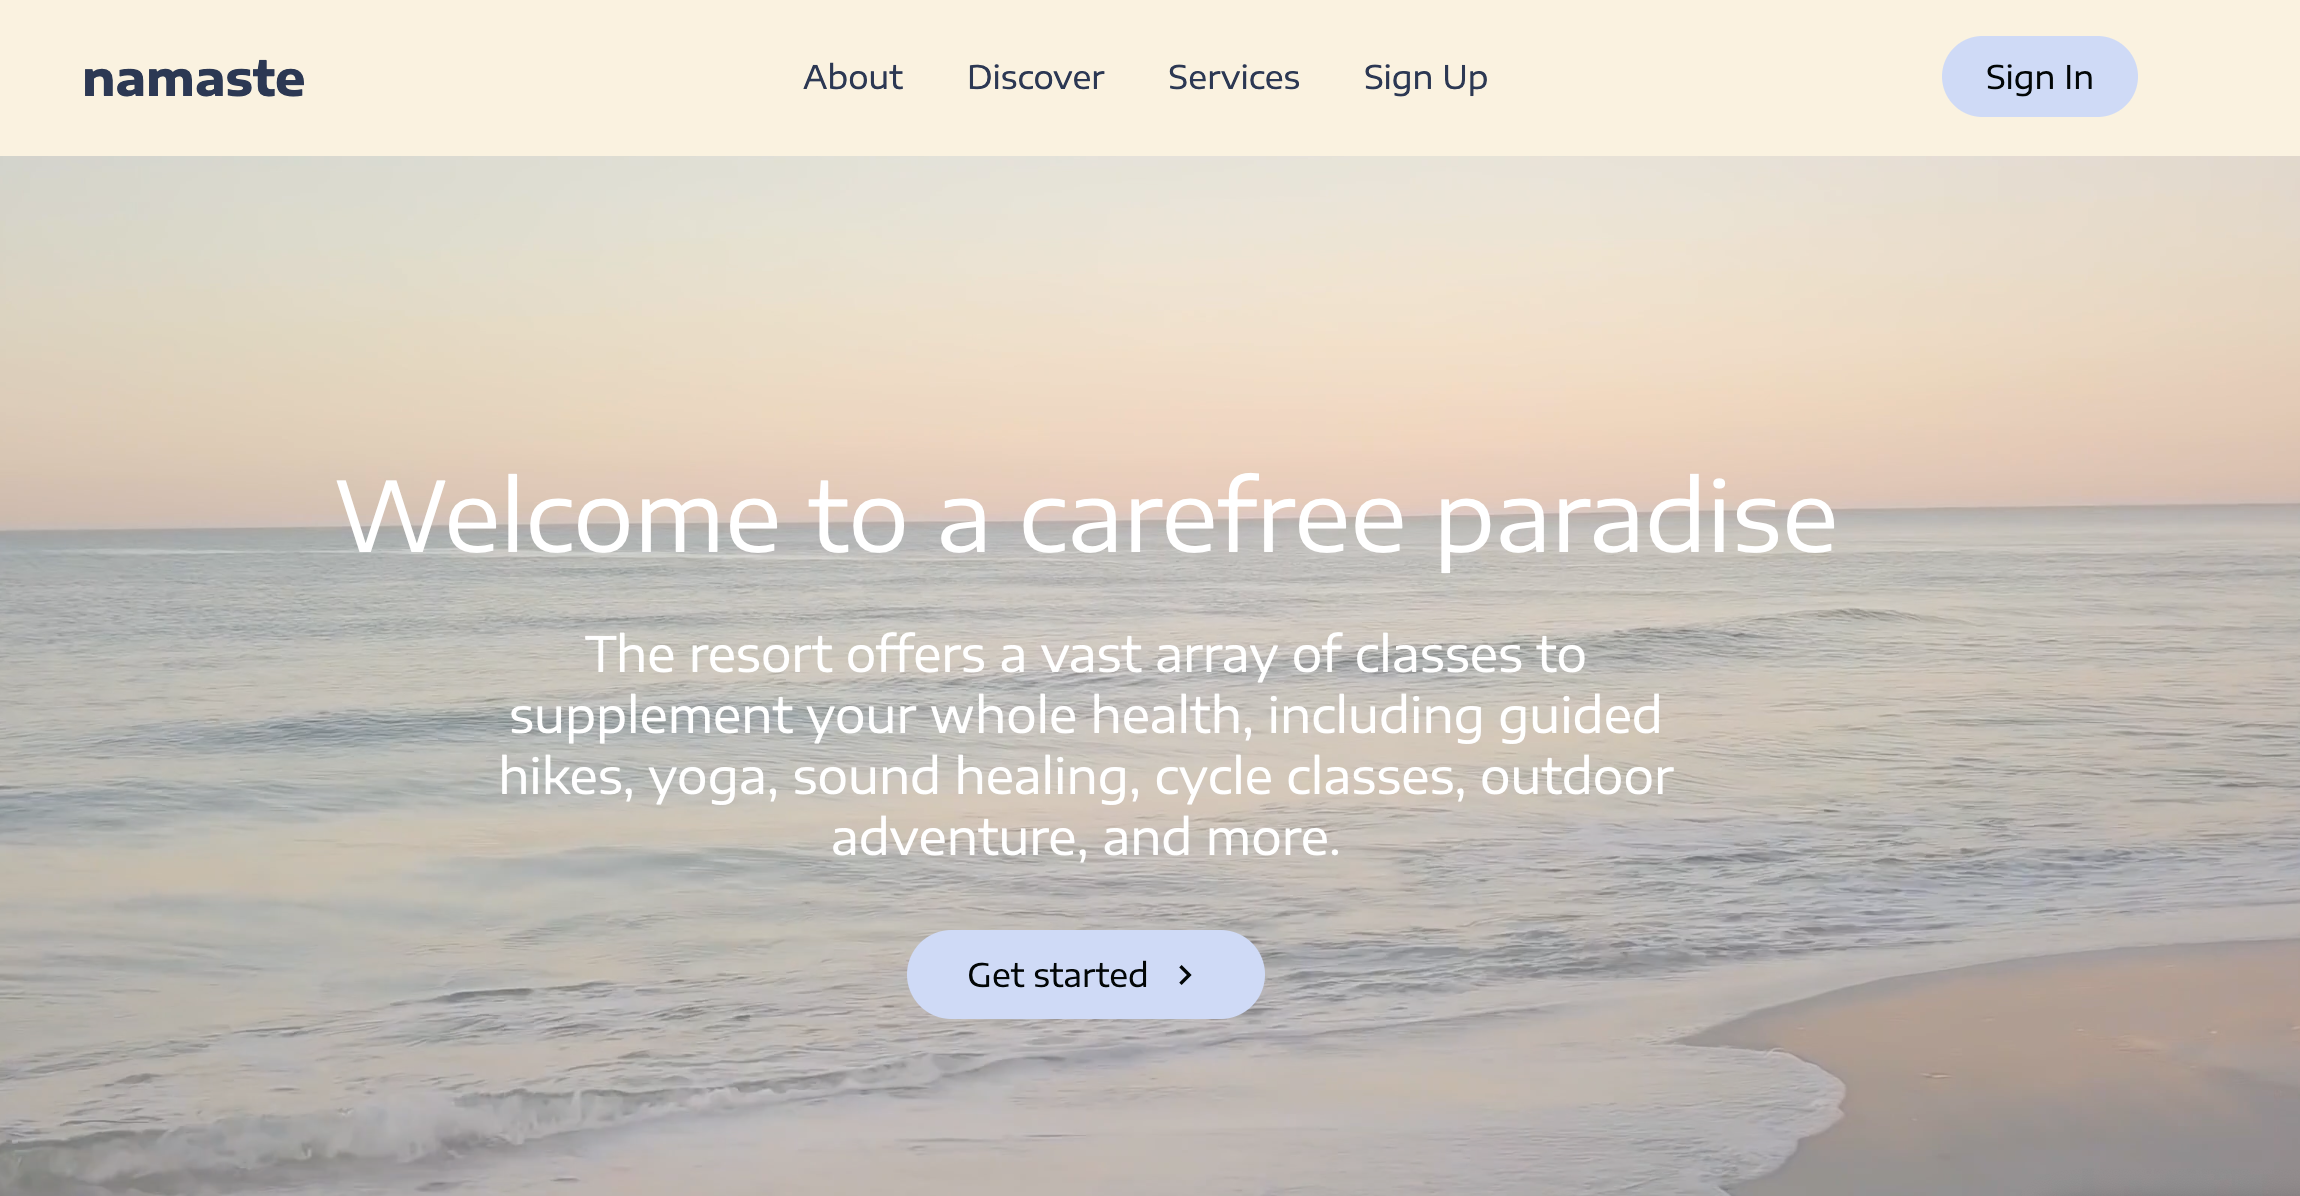 namaste
About
Discover
Services
Sign Up
Sign In
Welcome to a carefree paradise
The resort offers a vast array of classes to
supplement your whole health, including guided
hikes, yoga, sound healing, cycle classes, outdoor
adventure, and more.
Get started